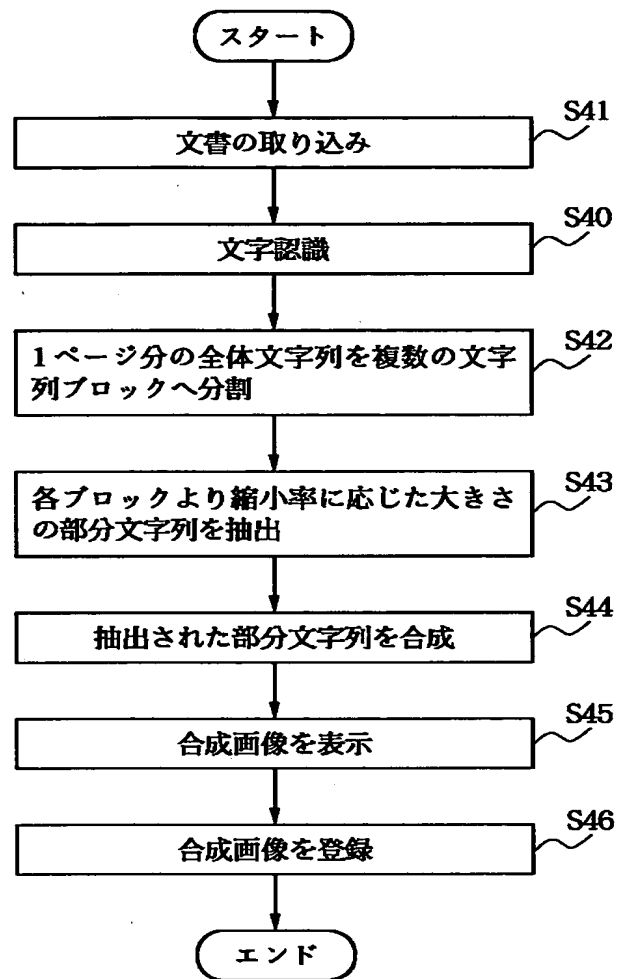 スタート
S41
文書の取り込み
S40
文字認識
S42
1ページ分の全体文字列を複数の文字
列ブロックへ分割
S43
各ブロックより縮小率に応じた大きさ
の部分文字列を抽出
S44
抽出された部分文字列を合成
S45
合成画像を表示
S46
合成画像を登録
エンド